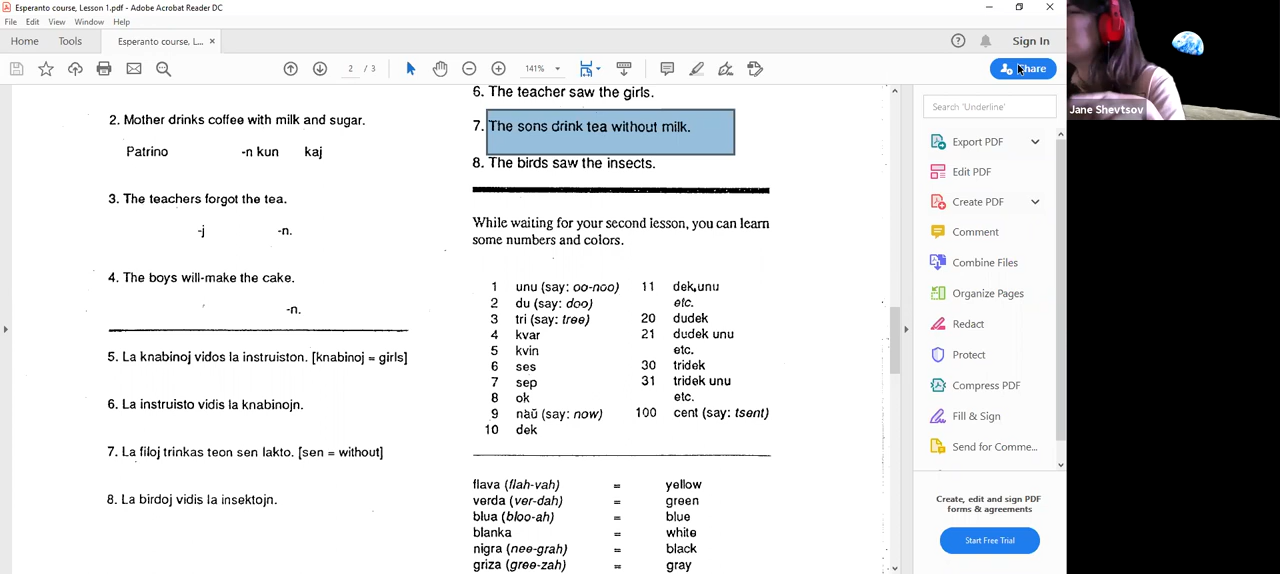 Esperanto course, Lesson 1.pdf - Adobe Acrobat Reader DC
File Edit View Window Help
Home Tools Esperanto course, L... × Sign In
2 / 3 141% Share
Jane Shevtsov
2. Mother drinks coffee with milk and sugar.
Patrino -n kun kaj
3. The teachers forgot the tea.
-j -n.
4. The boys will-make the cake.
-n.
5. La knabinoj vidos la instruiston. [knabinoj = girls]
6. La instruisto vidis la knabinojn.
7. La filoj trinkas teon sen lakto. [sen = without]
8. La birdoj vidis la insektojn.
6. The teacher saw the girls.
7. The sons drink tea without milk.
8. The birds saw the insects.
While waiting for your second lesson, you can learn
some numbers and colors.
1 unu (say: oo-noo) 11 dek unu
2 du (say: doo) etc.
3 tri (say: tree) 20 dudek
4 kvar 21 dudek unu
5 kvin etc.
6 ses 30 tridek
7 sep 31 tridek unu
8 ok etc.
9 naŭ (say: now) 100 cent (say: tsent)
10 dek
flava (flah-vah) = yellow
verda (ver-dah) = green
blua (bloo-ah) = blue
blanka = white
nigra (nee-grah) = black
griza (gree-zah) = gray
Search 'Underline'
Export PDF
Edit PDF
Create PDF
Comment
Combine Files
Organize Pages
Redact
Protect
Compress PDF
Fill & Sign
Send for Comme...
Create, edit and sign PDF
forms & agreements
Start Free Trial